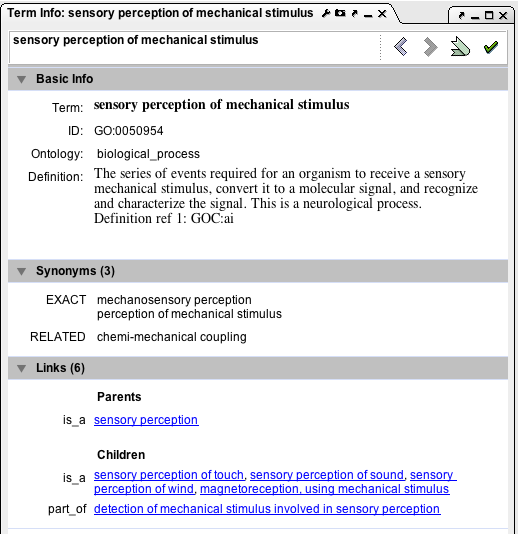 Term Info: sensory perception of mechanical stimulus
sensory perception of mechanical stimulus
Basic Info
Term: sensory perception of mechanical stimulus
ID: GO:0050954
Ontology: biological_process
Definition: The series of events required for an organism to receive a sensory
mechanical stimulus, convert it to a molecular signal, and recognize
and characterize the signal. This is a neurological process.
Definition ref 1: GOC:ai
Synonyms (3)
EXACT mechanosensory perception
perception of mechanical stimulus
RELATED chemi-mechanical coupling
Links (6)
Parents
is_a sensory perception
Children
is_a sensory perception of touch, sensory perception of sound, sensory
perception of wind, magnetoreception, using mechanical stimulus
part_of detection of mechanical stimulus involved in sensory perception